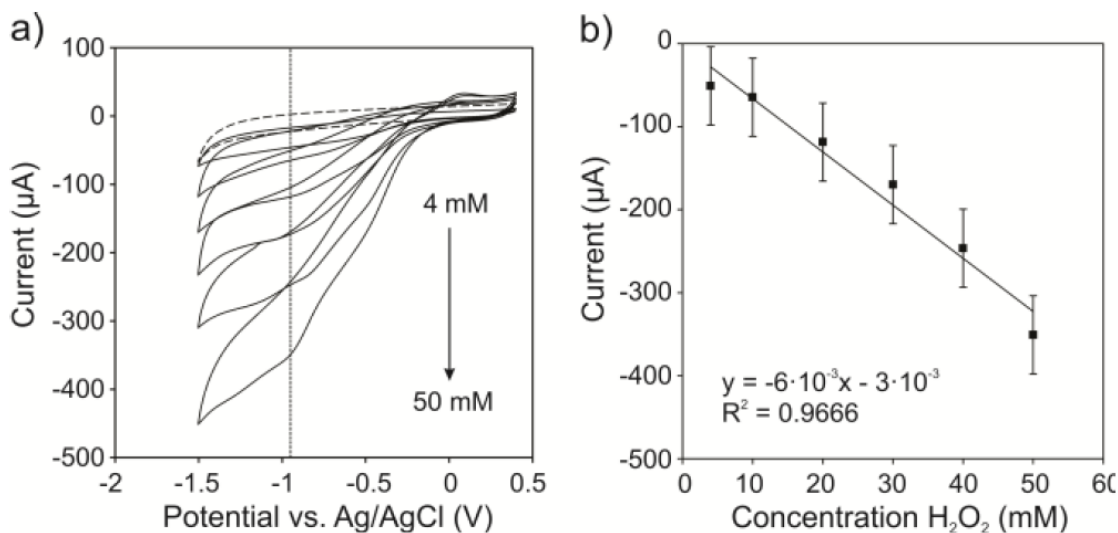 a)
100
0
-100
-200
-300
-400
-500
Current (µA)
4 mM
50 mM
-2
-1.5
-1
-0.5
0
0.5
Potential vs. Ag/AgCl (V)
b)
0
-100
-200
-300
-400
-500
Current (µA)
y = -6·10⁻³x - 3·10⁻³
R² = 0.9666
0
10
20
30
40
50
60
Concentration H₂O₂ (mM)